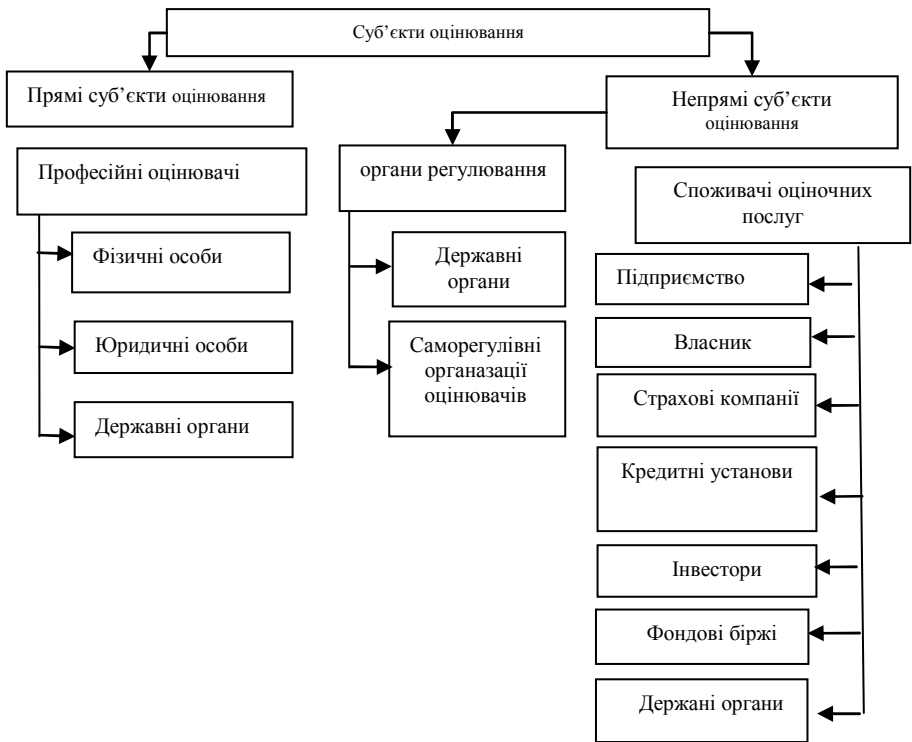 Суб’єкти оцінювання
Прямі суб’єкти оцінювання
Непрямі суб’єкти
оцінювання
Професійні оцінювачі
Фізичні особи
Юридичні особи
Державні органи
органи регулювання
Державні
органи
Саморегулівні
органазації
оцінювачів
Споживачі оціночних
послуг
Підприємство
Власник
Страхові компанії
Кредитні установи
Інвестори
Фондові біржі
Держані органи